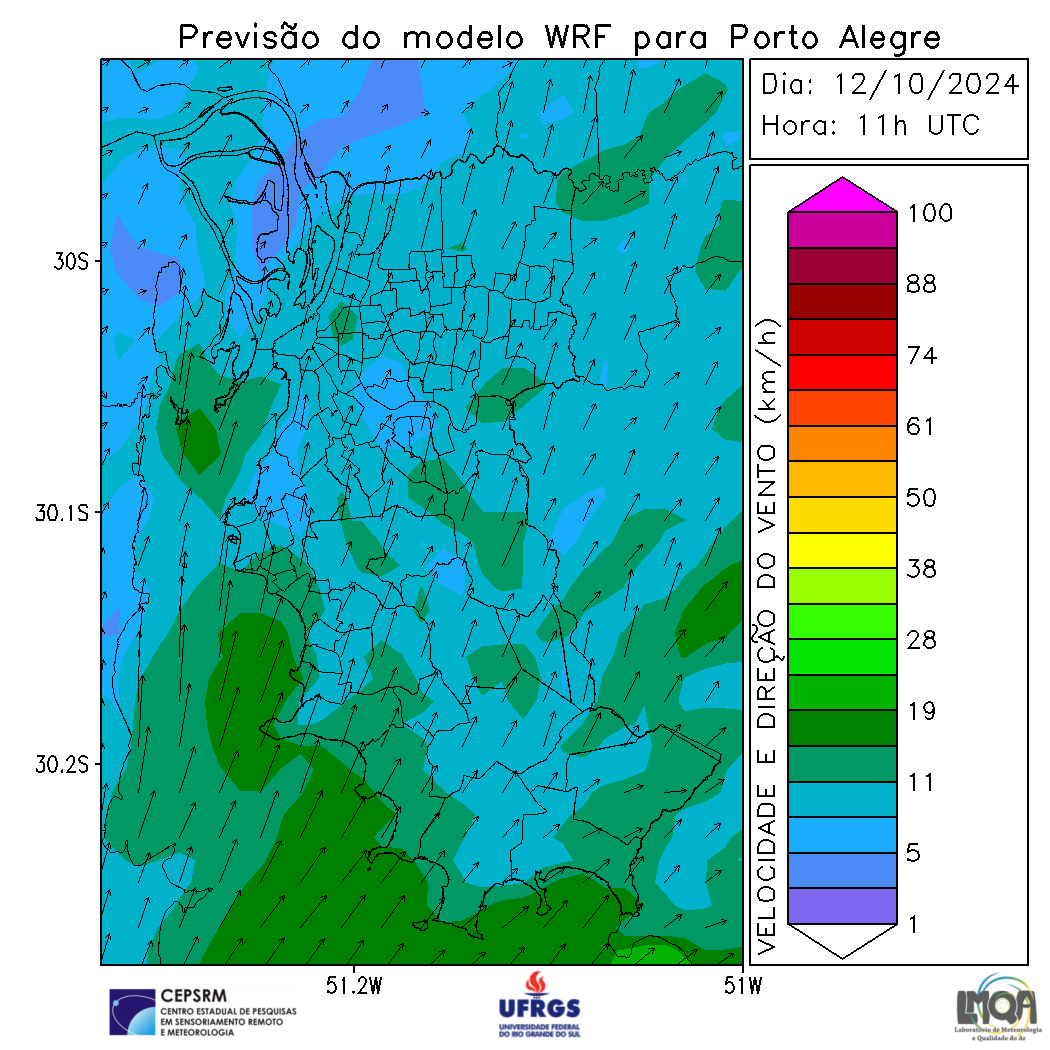 Previsão do modelo WRF para Porto Alegre
Dia: 12/10/2024
Hora: 11h UTC
30S
30.1S
30.2S
51.2W
51W
VELOCIDADE E DIREÇÃO DO VENTO (km/h)
100
88
74
61
50
38
28
19
11
5
1
CEPSRM
CENTRO ESTADUAL DE PESQUISAS
EM SENSORIAMENTO REMOTO
E METEOROLOGIA
UFRGS
UNIVERSIDADE FEDERAL
DO RIO GRANDE DO SUL
LMQA
Laboratório de Meteorologia
e Qualidade do Ar